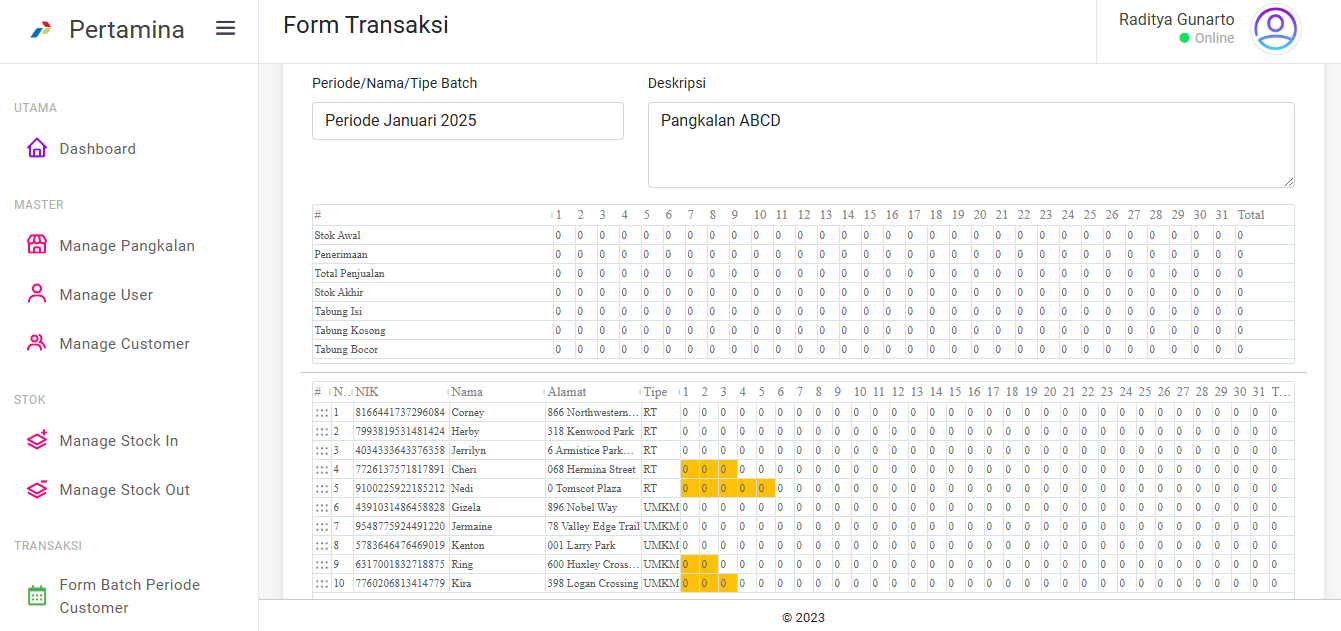 Pertamina
Form Transaksi
Raditya Gunarto
Online
UTAMA
Dashboard
MASTER
Manage Pangkalan
Manage User
Manage Customer
STOK
Manage Stock In
Manage Stock Out
TRANSAKSI
Form Batch Periode
Customer
Periode/Nama/Tipe Batch
Deskripsi
Periode Januari 2025
Pangkalan ABCD
# 1 2 3 4 5 6 7 8 9 10 11 12 13 14 15 16 17 18 19 20 21 22 23 24 25 26 27 28 29 30 31 Total
Stok Awal 0 0 0 0 0 0 0 0 0 0 0 0 0 0 0 0 0 0 0 0 0 0 0 0 0 0 0 0 0 0 0 0
Penerimaan 0 0 0 0 0 0 0 0 0 0 0 0 0 0 0 0 0 0 0 0 0 0 0 0 0 0 0 0 0 0 0 0
Total Penjualan 0 0 0 0 0 0 0 0 0 0 0 0 0 0 0 0 0 0 0 0 0 0 0 0 0 0 0 0 0 0 0 0
Stok Akhir 0 0 0 0 0 0 0 0 0 0 0 0 0 0 0 0 0 0 0 0 0 0 0 0 0 0 0 0 0 0 0 0
Tabung Isi 0 0 0 0 0 0 0 0 0 0 0 0 0 0 0 0 0 0 0 0 0 0 0 0 0 0 0 0 0 0 0 0
Tabung Kosong 0 0 0 0 0 0 0 0 0 0 0 0 0 0 0 0 0 0 0 0 0 0 0 0 0 0 0 0 0 0 0 0
Tabung Bocor 0 0 0 0 0 0 0 0 0 0 0 0 0 0 0 0 0 0 0 0 0 0 0 0 0 0 0 0 0 0 0 0
# N... NIK Nama Alamat Tipe 1 2 3 4 5 6 7 8 9 10 11 12 13 14 15 16 17 18 19 20 21 22 23 24 25 26 27 28 29 30 31 T...
1 8166441737296084 Corney 866 Northwestern... RT 0 0 0 0 0 0 0 0 0 0 0 0 0 0 0 0 0 0 0 0 0 0 0 0 0 0 0 0 0 0 0 0
2 7993819531481424 Herby 318 Kenwood Park RT 0 0 0 0 0 0 0 0 0 0 0 0 0 0 0 0 0 0 0 0 0 0 0 0 0 0 0 0 0 0 0 0
3 4034333643376358 Jerrilyn 6 Armistice Park... RT 0 0 0 0 0 0 0 0 0 0 0 0 0 0 0 0 0 0 0 0 0 0 0 0 0 0 0 0 0 0 0 0
4 7726137571817891 Cheri 068 Hermina Street RT 0 0 0 0 0 0 0 0 0 0 0 0 0 0 0 0 0 0 0 0 0 0 0 0 0 0 0 0 0 0 0 0
5 9100225922185212 Nedi 0 Tomscot Plaza RT 0 0 0 0 0 0 0 0 0 0 0 0 0 0 0 0 0 0 0 0 0 0 0 0 0 0 0 0 0 0 0 0
6 4391031486458828 Gizela 896 Nobel Way UMKM 0 0 0 0 0 0 0 0 0 0 0 0 0 0 0 0 0 0 0 0 0 0 0 0 0 0 0 0 0 0 0 0
7 9548775924491220 Jermaine 78 Valley Edge Trail UMKM 0 0 0 0 0 0 0 0 0 0 0 0 0 0 0 0 0 0 0 0 0 0 0 0 0 0 0 0 0 0 0 0
8 5783646476469019 Kenton 001 Larry Park UMKM 0 0 0 0 0 0 0 0 0 0 0 0 0 0 0 0 0 0 0 0 0 0 0 0 0 0 0 0 0 0 0 0
9 6317001832718875 Ring 600 Huxley Cross... UMKM 0 0 0 0 0 0 0 0 0 0 0 0 0 0 0 0 0 0 0 0 0 0 0 0 0 0 0 0 0 0 0 0
10 7760206813414779 Kira 398 Logan Crossing UMKM 0 0 0 0 0 0 0 0 0 0 0 0 0 0 0 0 0 0 0 0 0 0 0 0 0 0 0 0 0 0 0 0
© 2023